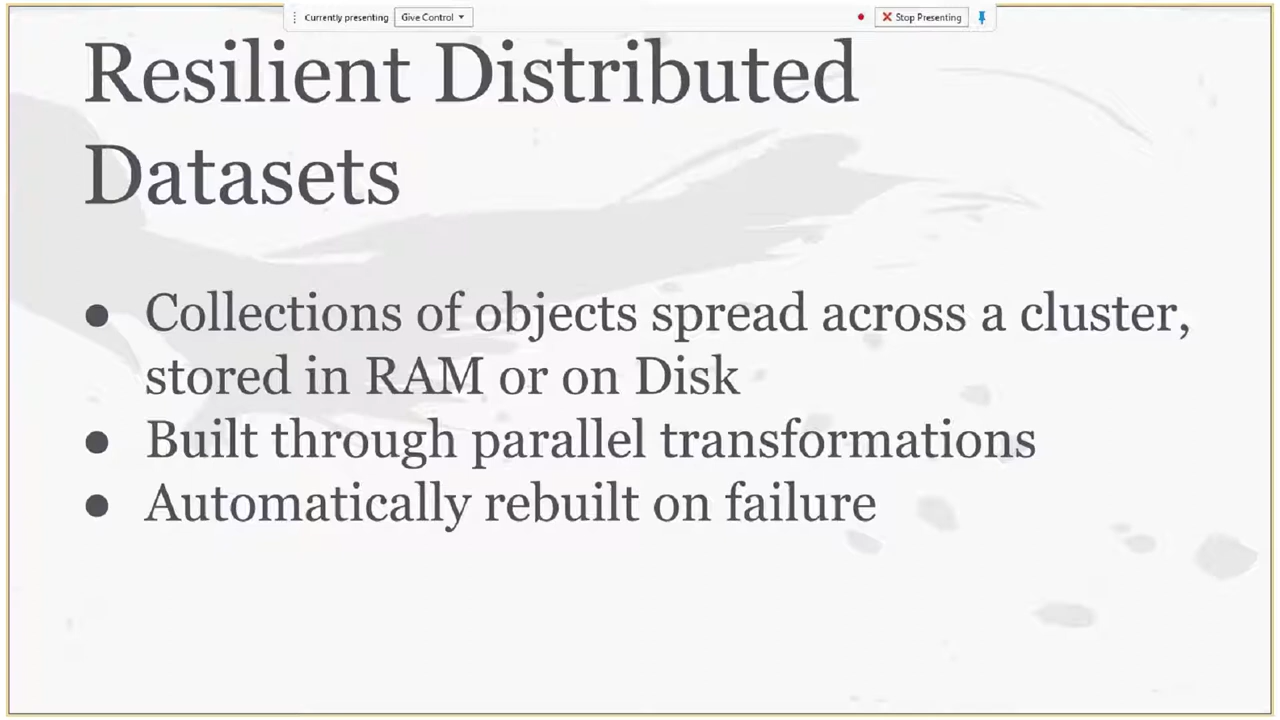 Currently presenting Give Control Stop Presenting
Resilient Distributed
Datasets
● Collections of objects spread across a cluster,
stored in RAM or on Disk
● Built through parallel transformations
● Automatically rebuilt on failure